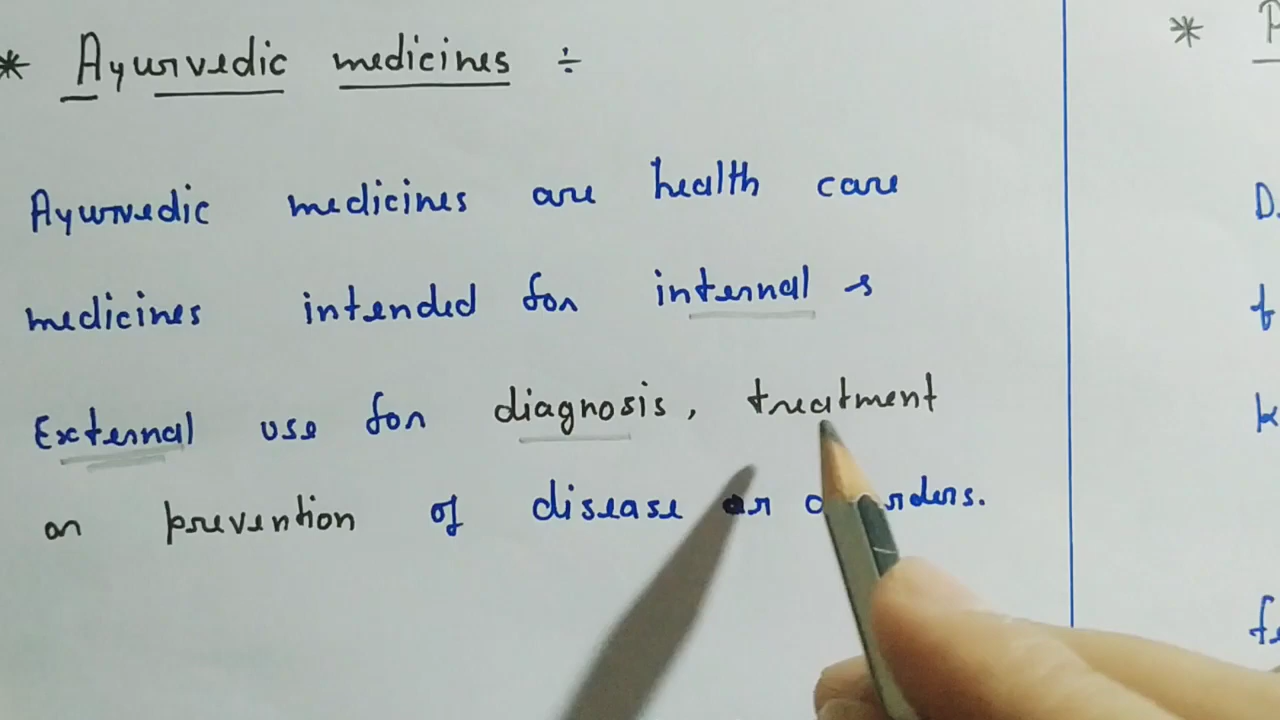 * Ayurvedic medicines ÷
Ayurvedic medicines are health care
medicines intended for internal &
External use for diagnosis, treatment
or prevention of disease or
* P
D.
f
k
f